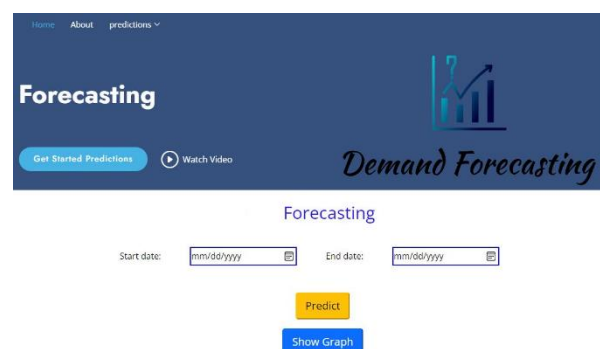 Home About predictions
Forecasting
Get Started Predictions Watch Video
Demand Forecasting
Forecasting
Start date: mm/dd/yyyy End date: mm/dd/yyyy
Predict
Show Graph